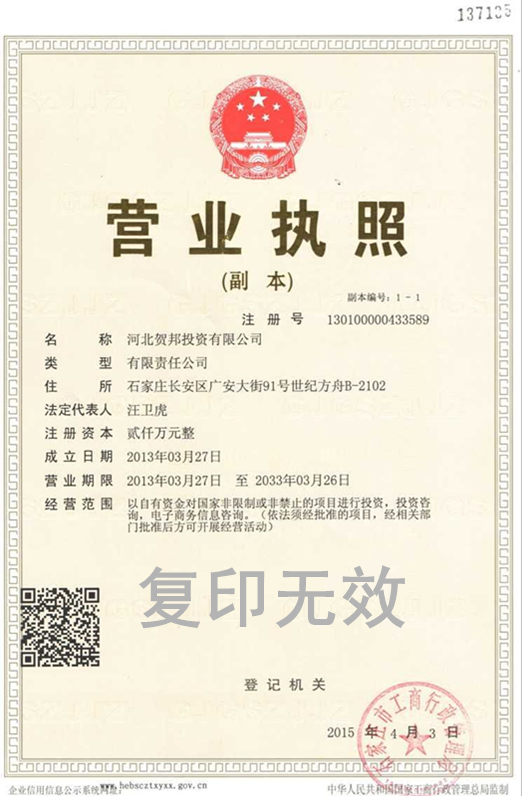 137135
营业执照
(副 本)
副本编号: 1-1
注 册 号 130100000433589
名 称 河北贺邦投资有限公司
类 型 有限责任公司
住 所 石家庄长安区广安大街91号世纪方舟B-2102
法定代表人 汪卫虎
注 册 资 本 贰仟万元整
成 立 日 期 2013年03月27日
营 业 期 限 2013年03月27日 至 2033年03月26日
经 营 范 围 以自有资金对国家非限制或非禁止的项目进行投资，投资咨
询，电子商务信息咨询。（依法须经批准的项目，经相关部
门批准后方可开展经营活动）
复印无效
登 记 机 关
石家庄市工商行政管理局
2015 年 4 月 3 日
企业信用信息公示系统网址: www.hebscztxyxx.gov.cn
中华人民共和国国家工商行政管理总局监制